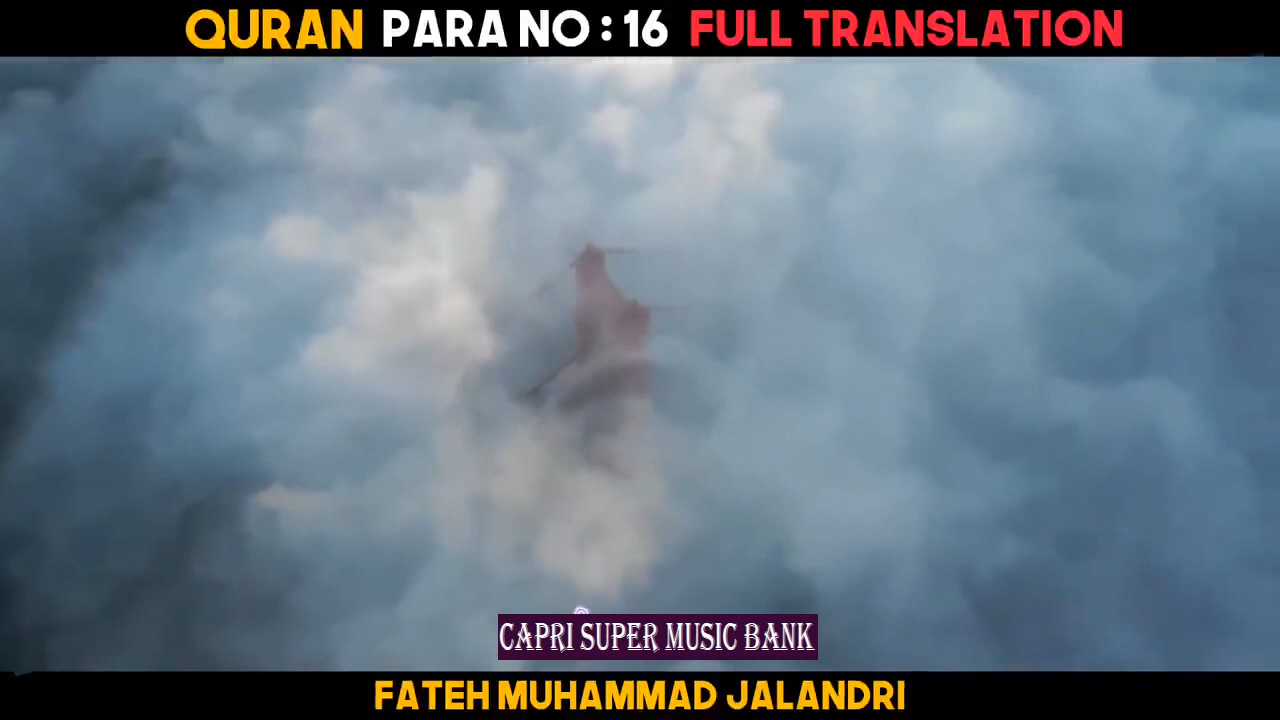 QURAN PARA NO : 16 FULL TRANSLATION
CAPRI SUPER MUSIC BANK
FATEH MUHAMMAD JALANDRI